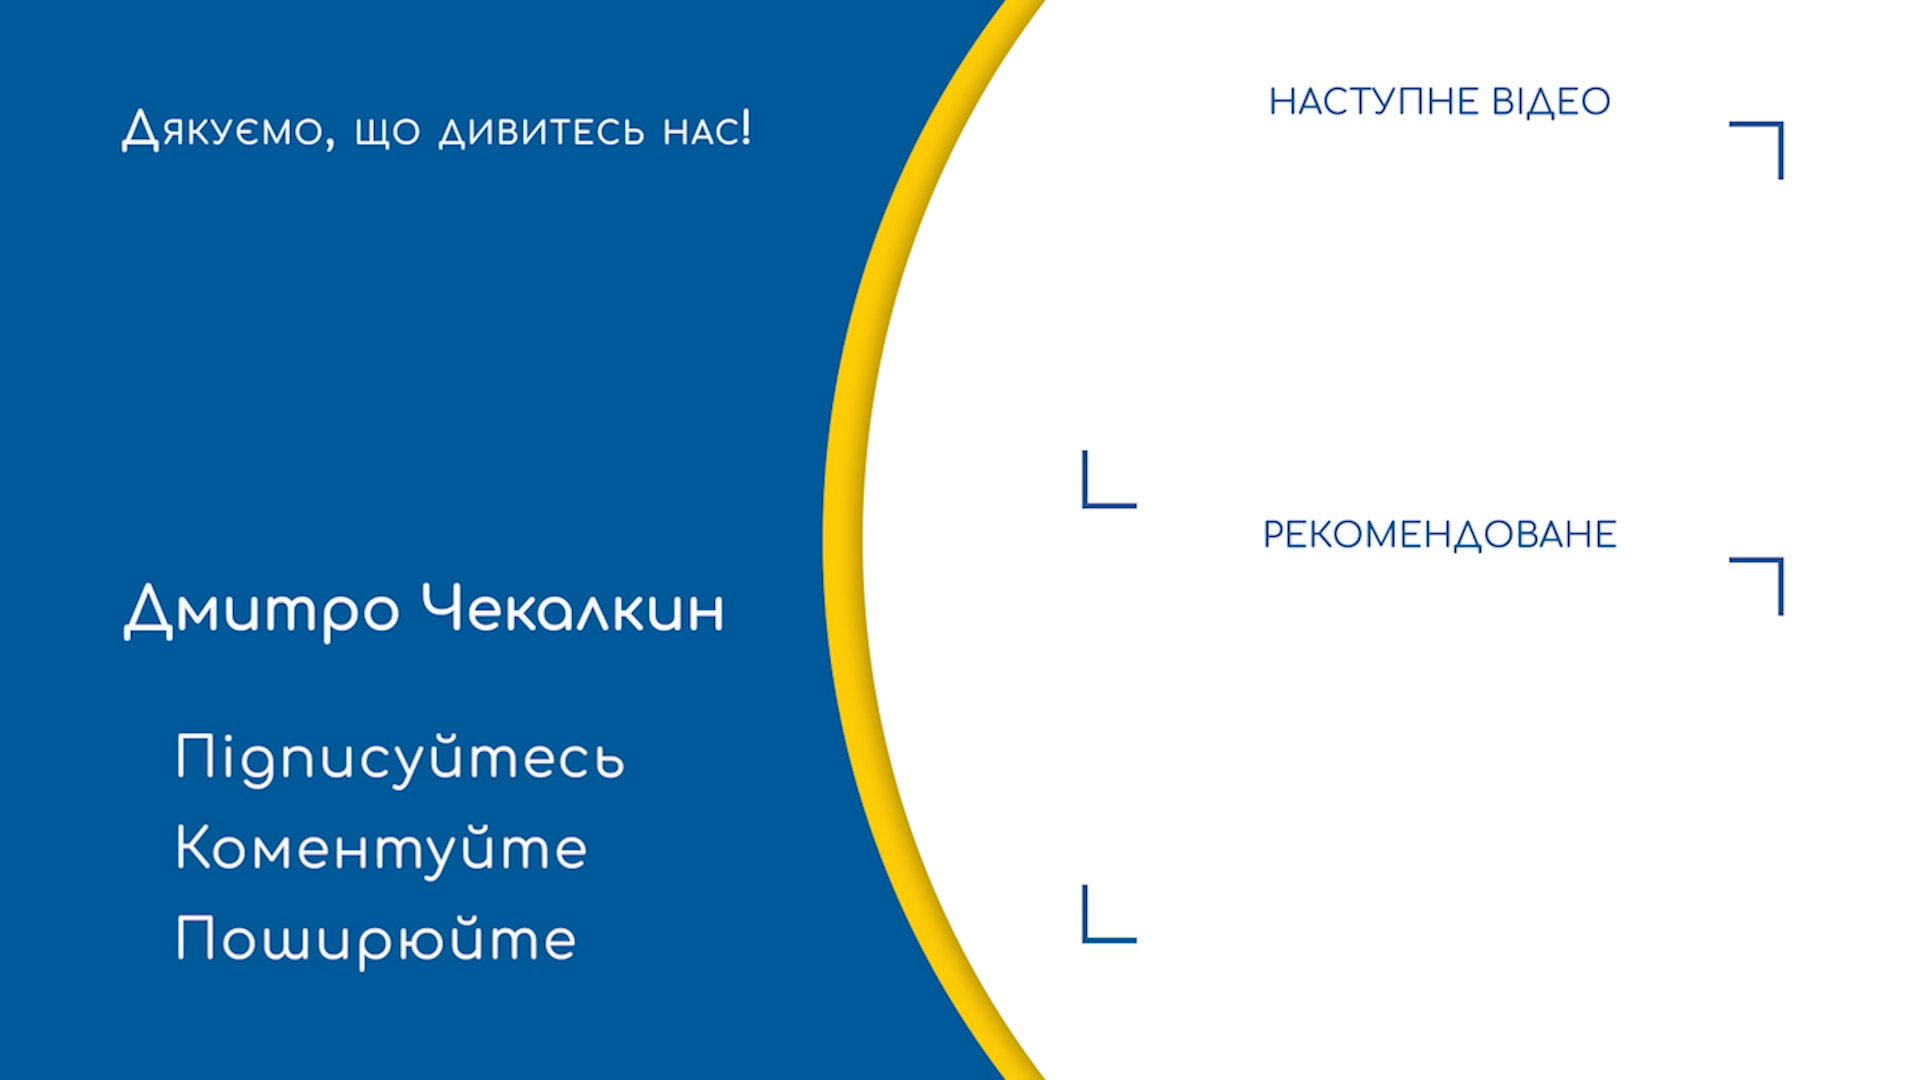 Дякуємо, що дивитесь нас!
Дмитро Чекалкин
Підписуйтесь
Коментуйте
Поширюйте
НАСТУПНЕ ВІДЕО
РЕКОМЕНДОВАНЕ